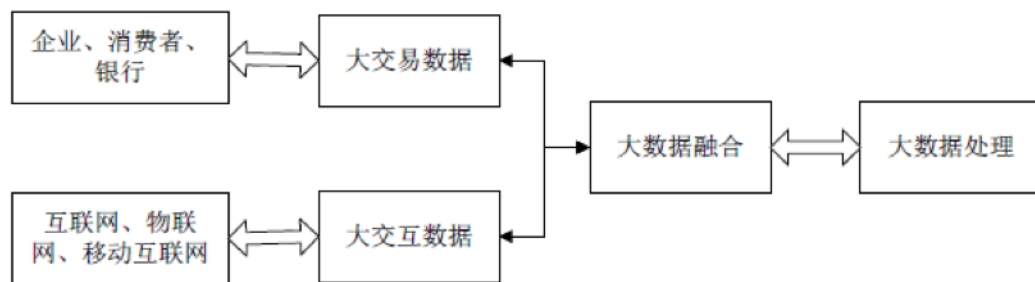 企业、消费者、
银行
大交易数据
大数据融合
大数据处理
互联网、物联
网、移动互联网
大交互数据